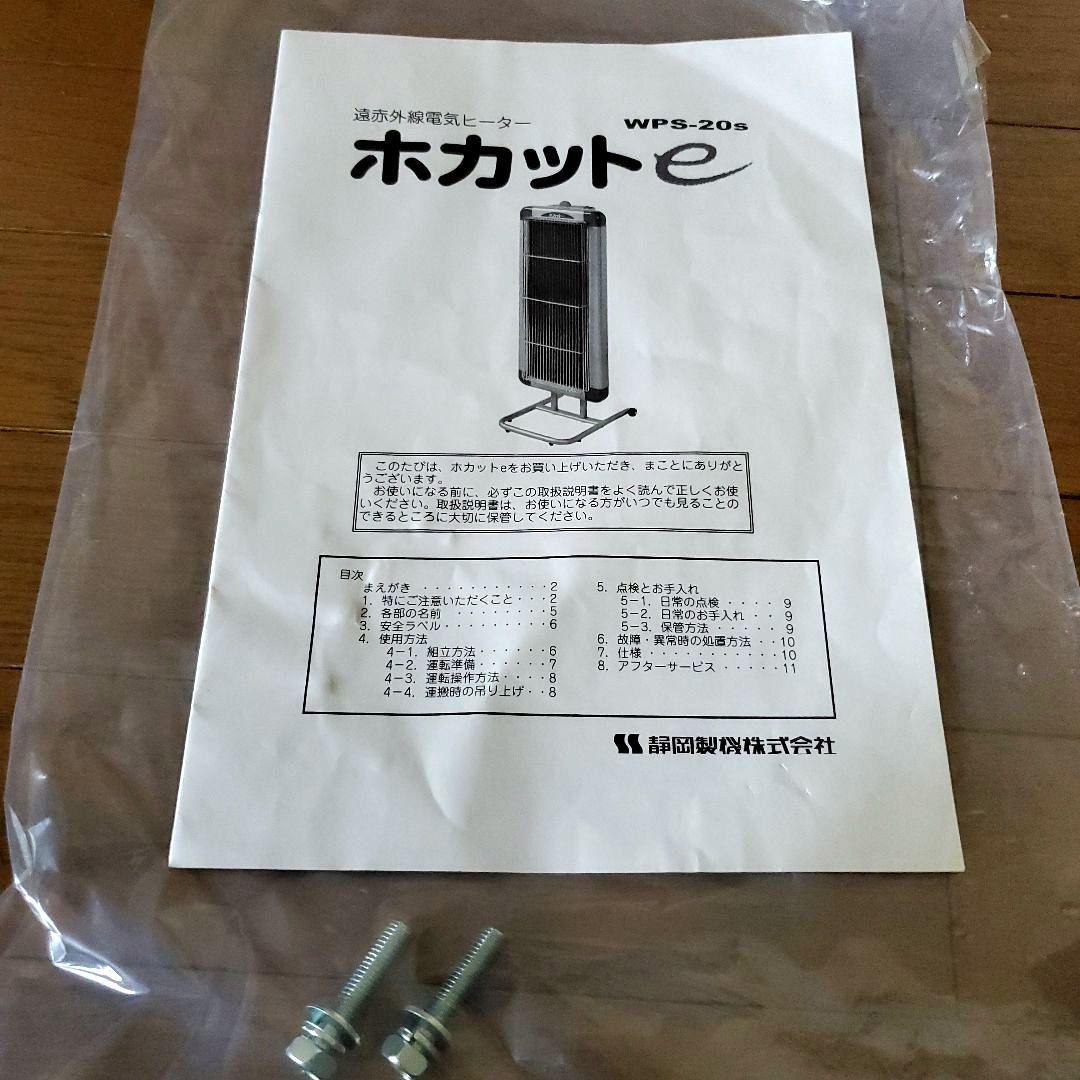 遠赤外線電気ヒーター
WPS-20s
ホカットe
このたびは、ホカットeをお買い上げいただき、まことにありがと
うございます。
お使いになる前に、必ずこの取扱説明書をよく読んで正しくお使
いください。取扱説明書は、お使いになる方がいつでも見ることの
できるところに大切に保管してください。
目次
まえがき ・・・・・・・・・・・2
1. 特にご注意いただくこと・・・2
2. 各部の名前 ・・・・・・・・・5
3. 安全ラベル・・・・・・・・・6
4. 使用方法
4-1. 組立方法・・・・・・・6
4-2. 運転準備・・・・・・・7
4-3. 運転操作方法・・・・・8
4-4. 運搬時の吊り上げ・・8
5. 点検とお手入れ
5-1. 日常の点検・・・・9
5-2. 日常のお手入れ・・9
5-3. 保管方法・・・・・9
6. 故障・異常時の処置方法・・10
7. 仕様・・・・・・・・・・・10
8. アフターサービス・・・・・11
静岡製機株式会社